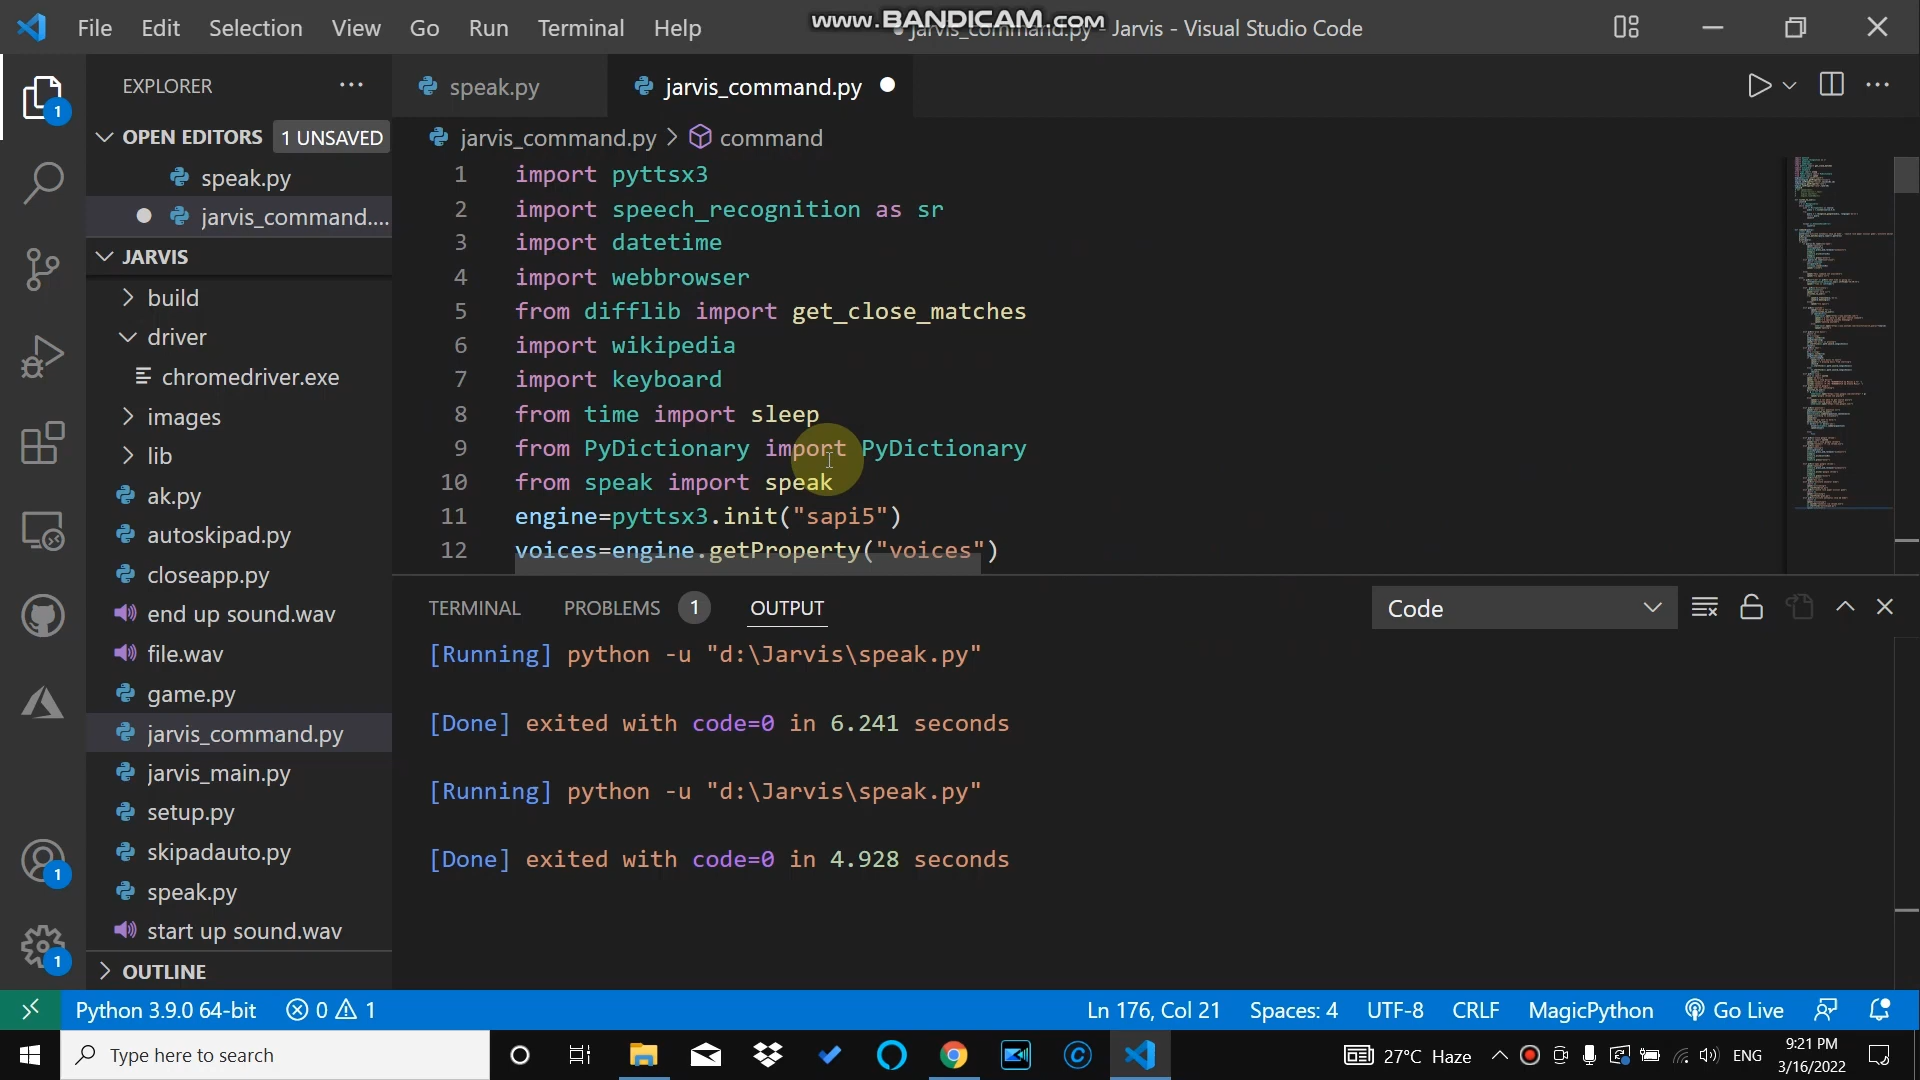 File Edit Selection View Go Run Terminal Help
www.BANDICAM.com
jarvis_command.py - Jarvis - Visual Studio Code
EXPLORER
OPEN EDITORS 1 UNSAVED
speak.py
jarvis_command....
JARVIS
build
driver
chromedriver.exe
images
lib
ak.py
autoskipad.py
closeapp.py
end up sound.wav
file.wav
game.py
jarvis_command.py
jarvis_main.py
setup.py
skipadauto.py
speak.py
start up sound.wav
OUTLINE
1
1
1
speak.py jarvis_command.py
jarvis_command.py > command
1 import pyttsx3
2 import speech_recognition as sr
3 import datetime
4 import webbrowser
5 from difflib import get_close_matches
6 import wikipedia
7 import keyboard
8 from time import sleep
9 from PyDictionary import PyDictionary
10 from speak import speak
11 engine=pyttsx3.init("sapi5")
12 voices=engine.getProperty("voices")
TERMINAL PROBLEMS 1 OUTPUT Code
[Running] python -u "d:\Jarvis\speak.py"
[Done] exited with code=0 in 6.241 seconds
[Running] python -u "d:\Jarvis\speak.py"
[Done] exited with code=0 in 4.928 seconds
Python 3.9.0 64-bit 0 1 Ln 176, Col 21 Spaces: 4 UTF-8 CRLF MagicPython Go Live
Type here to search
27°C Haze ENG
9:21 PM
3/16/2022